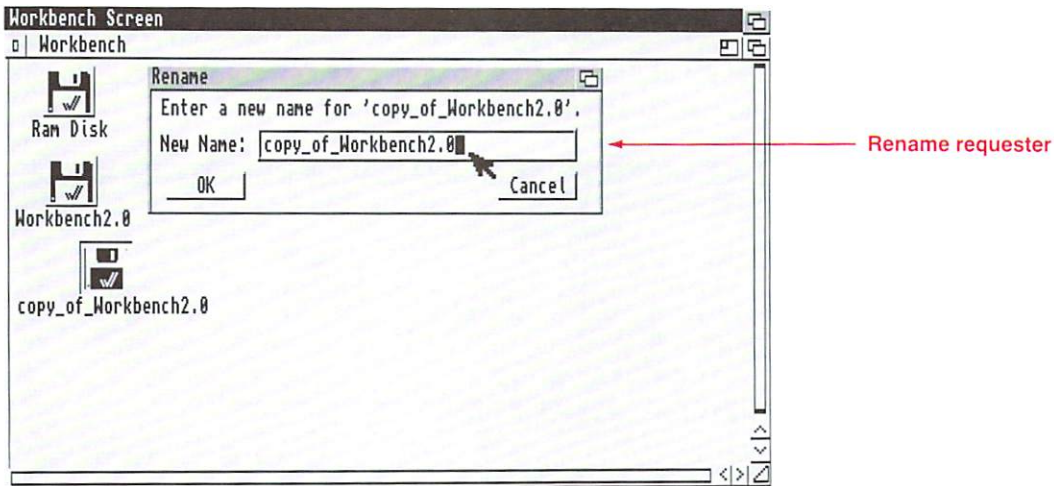 Workbench Screen
Workbench
Rename
Enter a new name for 'copy_of_Workbench2.0'.
New Name: copy_of_Workbench2.0
OK
Cancel
Ram Disk
Workbench2.0
copy_of_Workbench2.0
Rename requester